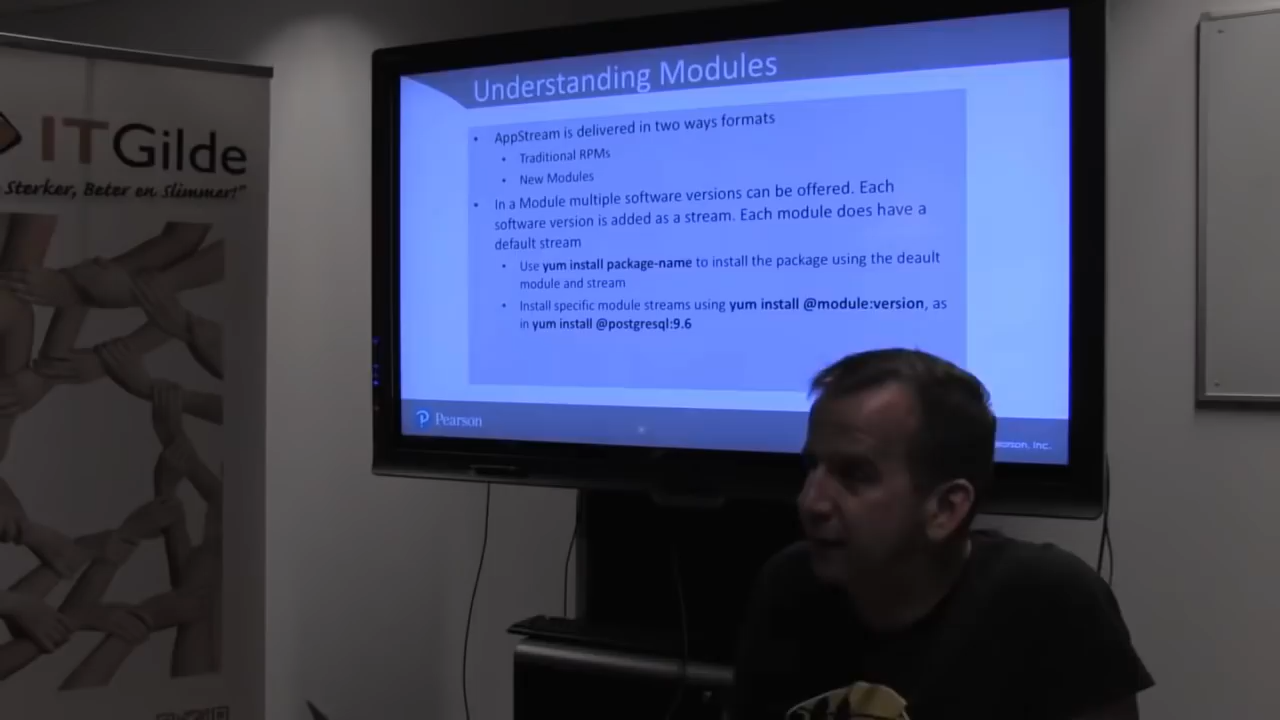 ITGilde
Sterker, Beter en Slimmer!"
Understanding Modules
• AppStream is delivered in two ways formats
• Traditional RPMs
• New Modules
• In a Module multiple software versions can be offered. Each
software version is added as a stream. Each module does have a
default stream
• Use yum install package-name to install the package using the deault
module and stream
• Install specific module streams using yum install @module:version, as
in yum install @postgresql:9.6
Pearson
earson, Inc.